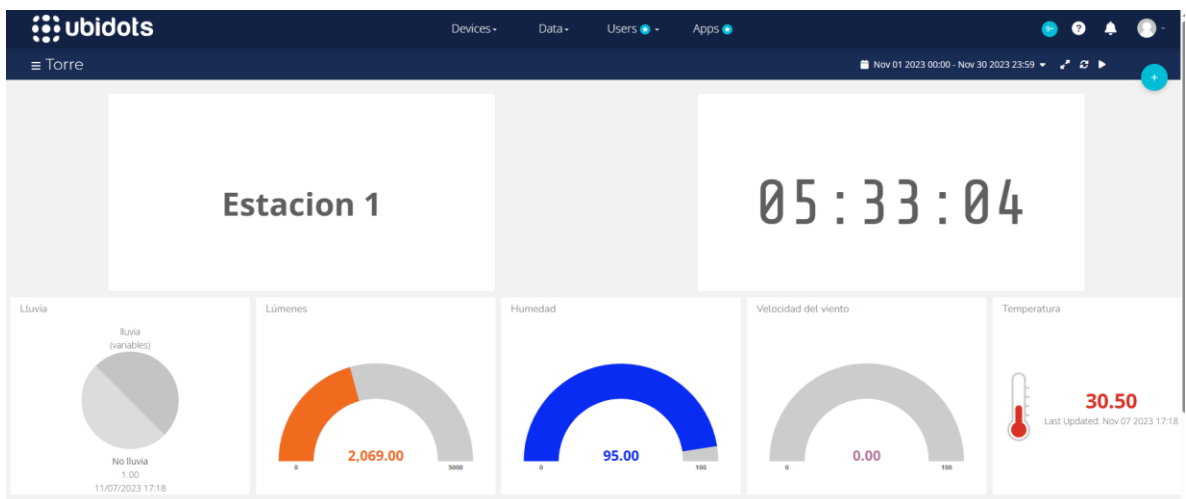 ubidots
Devices
Data
Users
Apps
9+
?
Torre
Nov 01 2023 00:00 - Nov 30 2023 23:59
+
Estacion 1
05:33:04
Lluvia
lluvia
(variables)
No lluvia
1.00
11/07/2023 17:18
Lúmenes
2,069.00
0
5000
Humedad
95.00
0
100
Velocidad del viento
0.00
0
100
Temperatura
30.50
Last Updated: Nov 07 2023 17:18